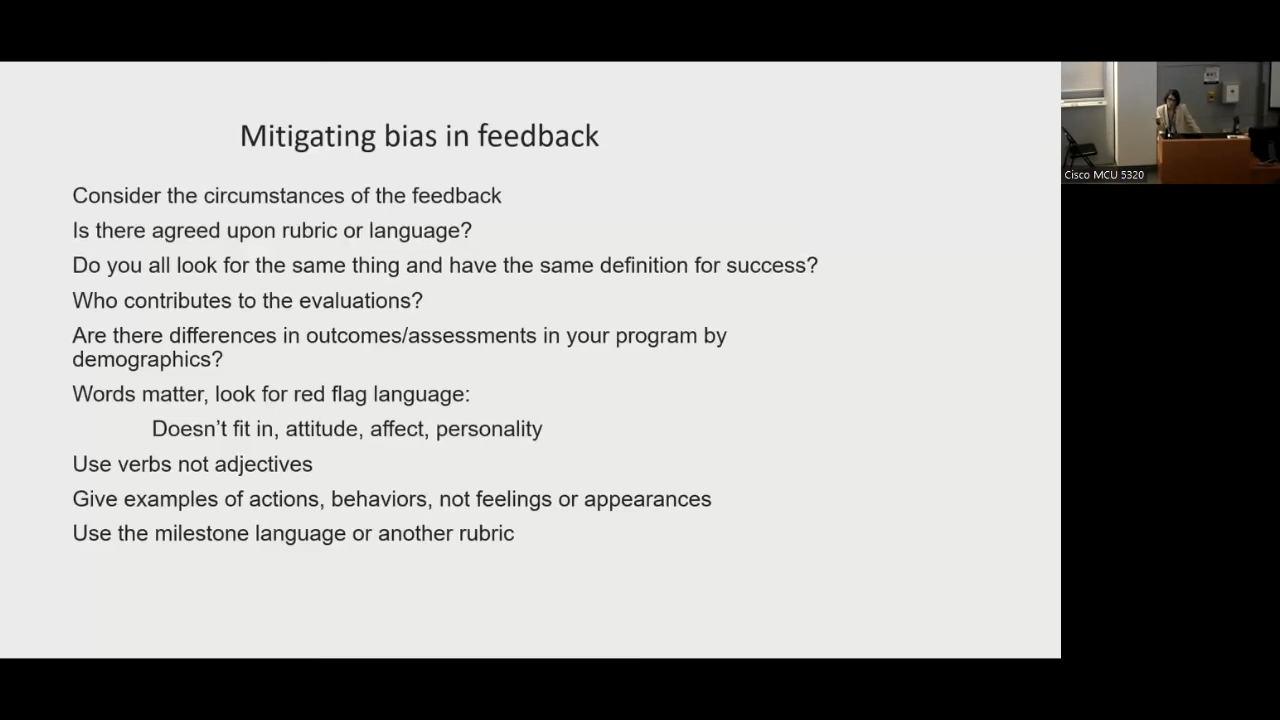 Mitigating bias in feedback
Consider the circumstances of the feedback
Is there agreed upon rubric or language?
Do you all look for the same thing and have the same definition for success?
Who contributes to the evaluations?
Are there differences in outcomes/assessments in your program by
demographics?
Words matter, look for red flag language:
Doesn't fit in, attitude, affect, personality
Use verbs not adjectives
Give examples of actions, behaviors, not feelings or appearances
Use the milestone language or another rubric
Cisco MCU 5320